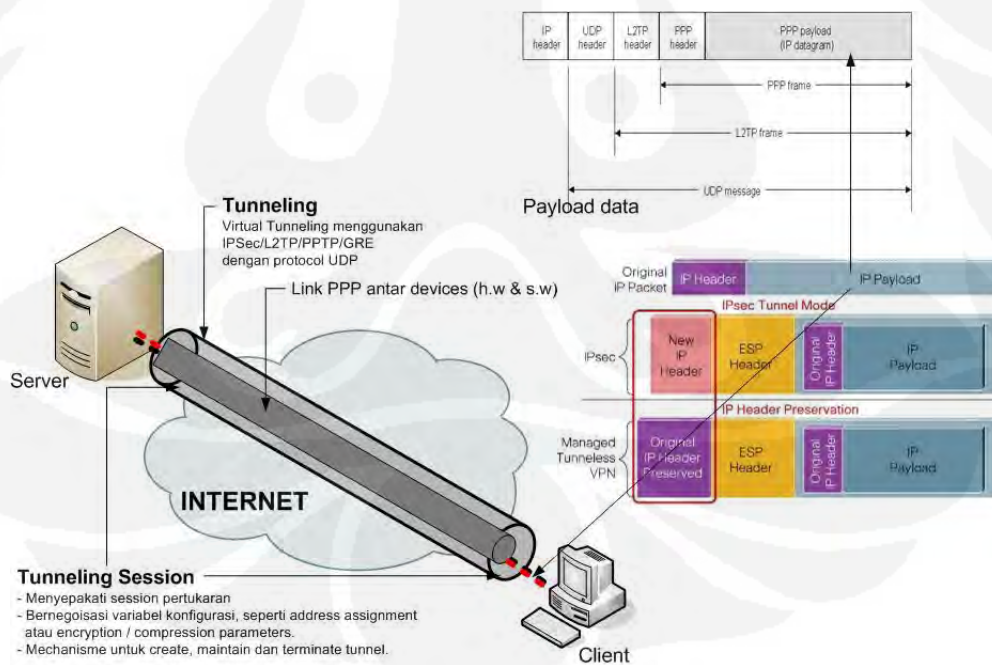 IP
header
UDP
header
L2TP
header
PPP
header
PPP payload
(IP datagram)
PPP frame
L2TP frame
UDP message
Payload data
Tunneling
Virtual Tunneling menggunakan
IPSec/L2TP/PPTP/GRE
dengan protocol UDP
Link PPP antar devices (h.w & s.w)
Server
INTERNET
Original
IP Packet
IP Header
IP Payload
IPsec Tunnel Mode
IPsec
New
IP
Header
ESP
Header
Original
IP Header
IP
Payload
IP Header Preservation
Managed
Tunneless
VPN
Original
IP Header
Preserved
ESP
Header
Original
IP Header
IP
Payload
Tunneling Session
- Menyepakati session pertukaran
- Bernegoisasi variabel konfigurasi, seperti address assignment
atau encryption / compression parameters.
- Mechanisme untuk create, maintain dan terminate tunnel.
Client